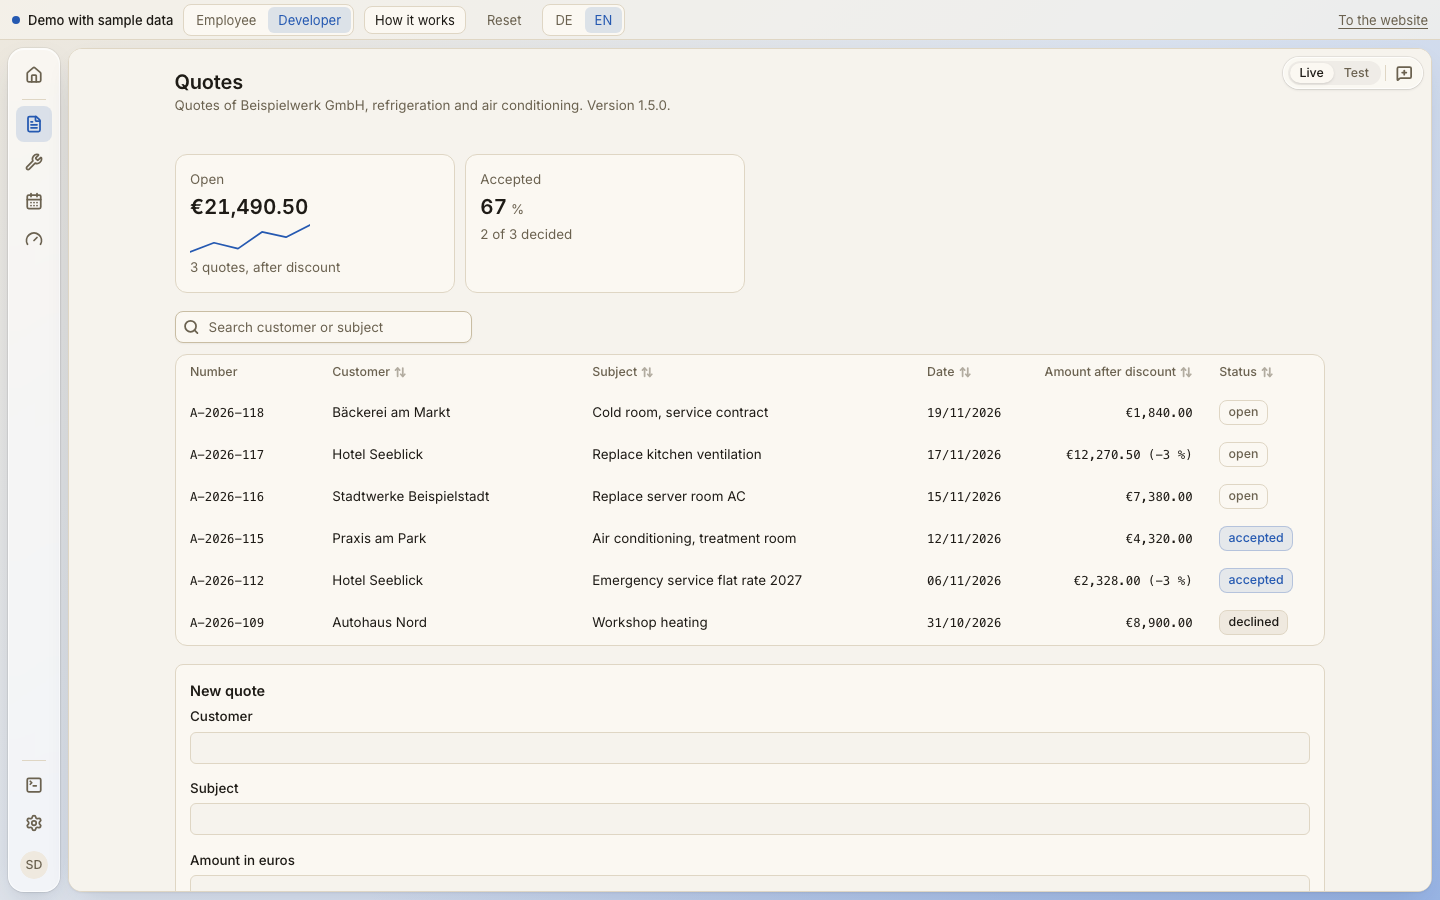 Demo with sample data
Employee
Developer
How it works
Reset
DE
EN
To the website
Quotes
Quotes of Beispielwerk GmbH, refrigeration and air conditioning. Version 1.5.0.
Live
Test
Open
€21,490.50
3 quotes, after discount
Accepted
67 %
2 of 3 decided
Search customer or subject
Number Customer Subject Date Amount after discount Status
A–2026–118 Bäckerei am Markt Cold room, service contract 19/11/2026 €1,840.00 open
A–2026–117 Hotel Seeblick Replace kitchen ventilation 17/11/2026 €12,270.50 (−3 %) open
A–2026–116 Stadtwerke Beispielstadt Replace server room AC 15/11/2026 €7,380.00 open
A–2026–115 Praxis am Park Air conditioning, treatment room 12/11/2026 €4,320.00 accepted
A–2026–112 Hotel Seeblick Emergency service flat rate 2027 06/11/2026 €2,328.00 (−3 %) accepted
A–2026–109 Autohaus Nord Workshop heating 31/10/2026 €8,900.00 declined
New quote
Customer
Subject
Amount in euros
SD